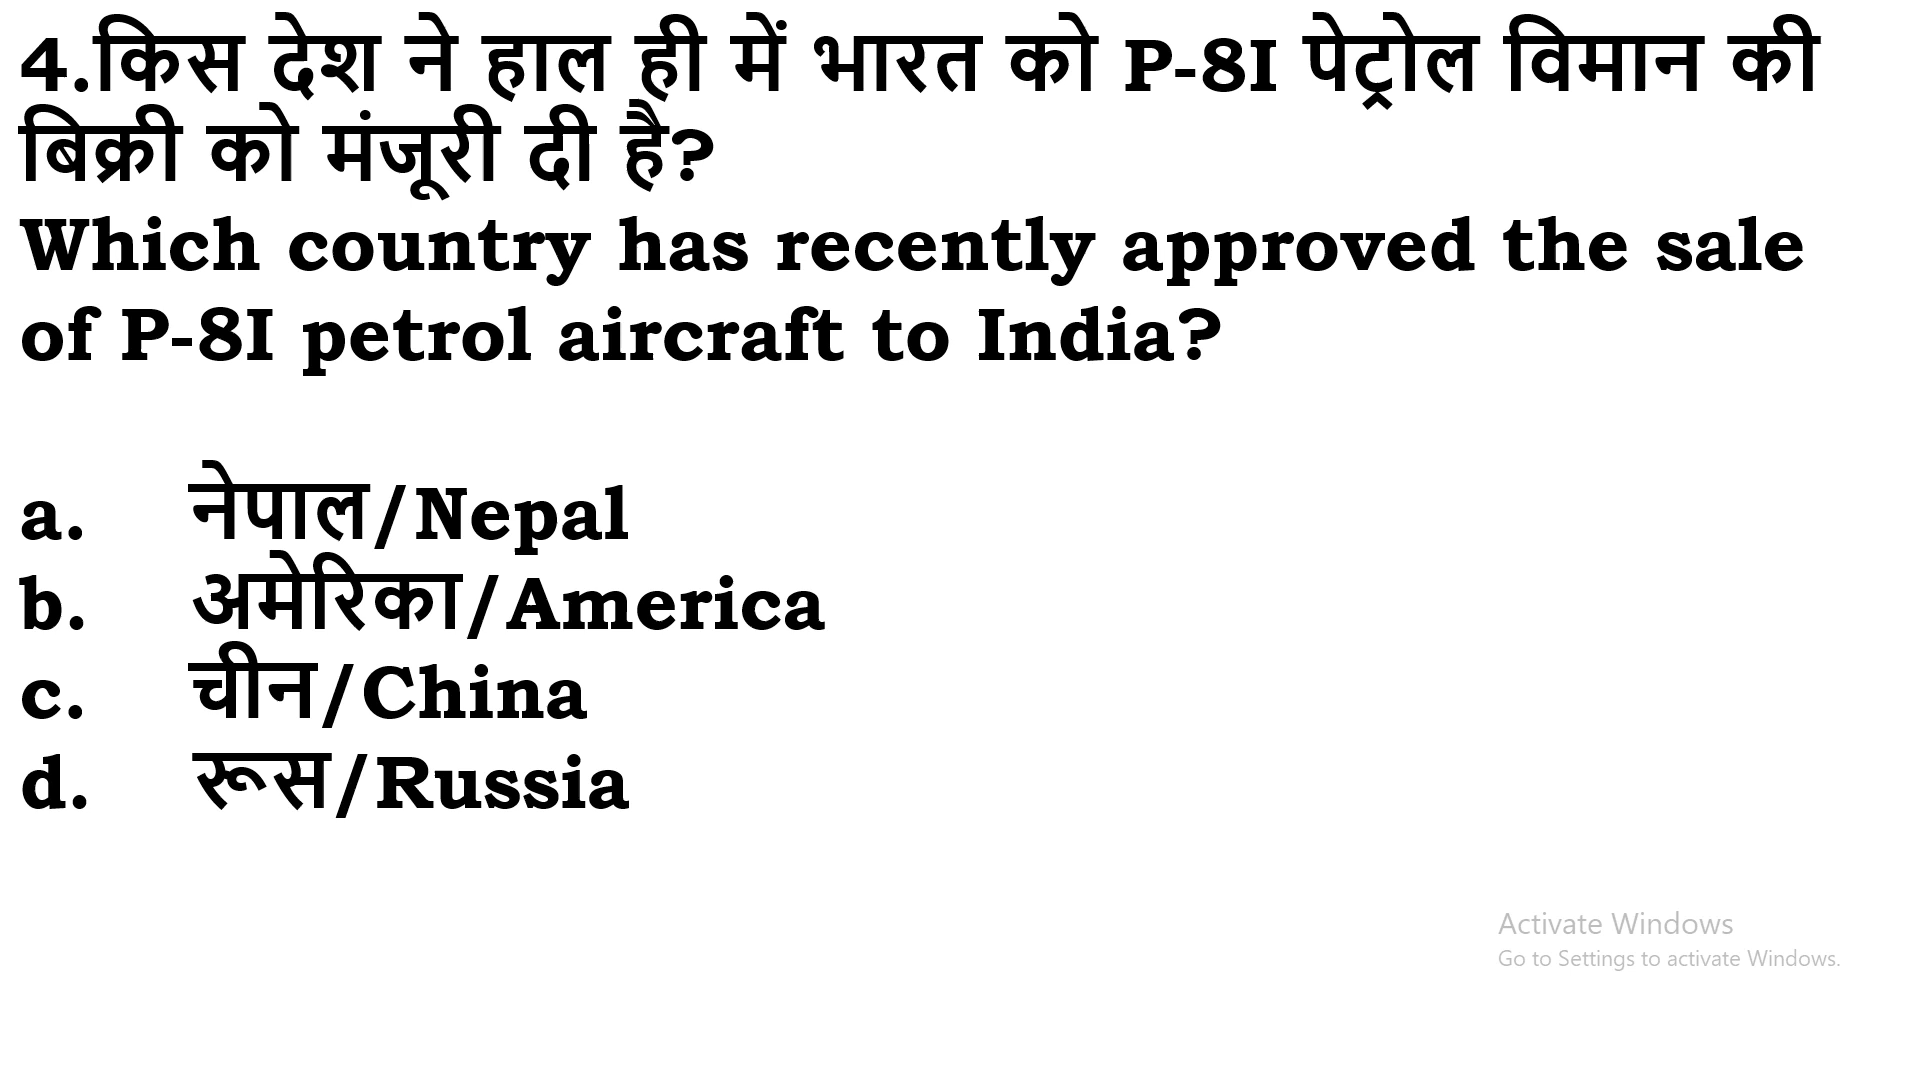 4.किस देश ने हाल ही में भारत को P-8I पेट्रोल विमान की
बिक्री को मंजूरी दी है?
Which country has recently approved the sale
of P-8I petrol aircraft to India?
a. नेपाल/Nepal
b. अमेरिका/America
c. चीन/China
d. रूस/Russia
Activate Windows
Go to Settings to activate Windows.